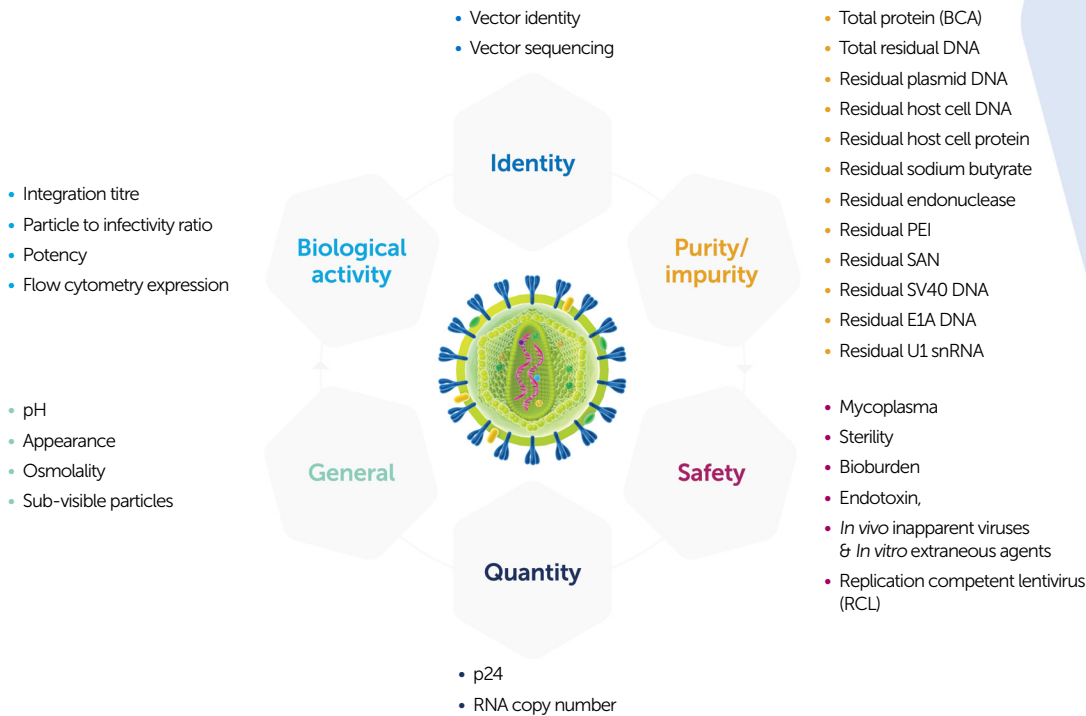 • Vector identity
• Vector sequencing
Identity
• Total protein (BCA)
• Total residual DNA
• Residual plasmid DNA
• Residual host cell DNA
• Residual host cell protein
• Residual sodium butyrate
• Residual endonuclease
• Residual PEI
• Residual SAN
• Residual SV40 DNA
• Residual E1A DNA
• Residual U1 snRNA
Purity/
impurity
• Integration titre
• Particle to infectivity ratio
• Potency
• Flow cytometry expression
Biological
activity
• pH
• Appearance
• Osmolality
• Sub-visible particles
General
Safety
• Mycoplasma
• Sterility
• Bioburden
• Endotoxin,
• In vivo inapparent viruses
& In vitro extraneous agents
• Replication competent lentivirus
(RCL)
Quantity
• p24
• RNA copy number